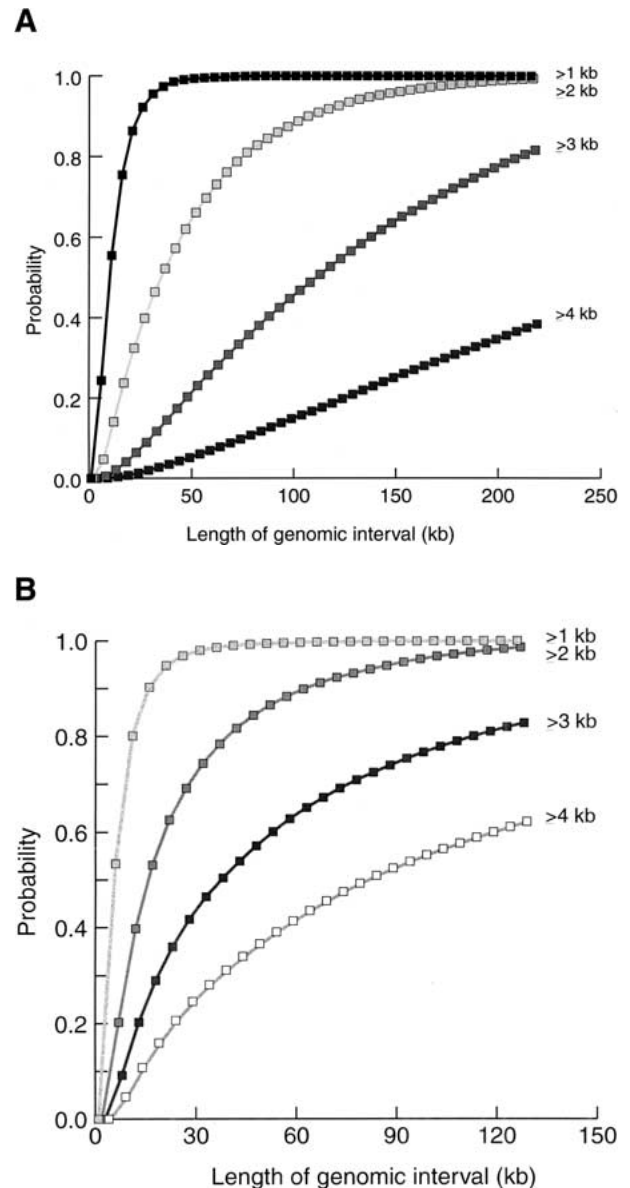 A
1.0
0.8
0.6
0.4
0.2
0.0
Probability
0
50
100
150
200
250
Length of genomic interval (kb)
≥1 kb
≥2 kb
≥3 kb
≥4 kb
B
1.0
0.8
0.6
0.4
0.2
0.0
Probability
0
30
60
90
120
150
Length of genomic interval (kb)
≥1 kb
≥2 kb
≥3 kb
≥4 kb